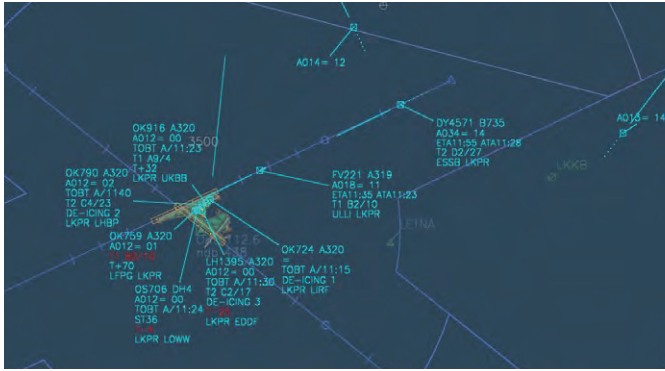 A014= 12
DY4571 B735
A034= 14
ETA11:55 ATA11:28
T2 D2/27
ESSB LKPR
A013= 14
LKKB
OK916 A320
A012= 00
TOBT A/11:23
T1 A9/4
T+32
LKPR UKBB
3500
FV221 A319
A018= 11
ETA11:35 ATA11:23
T1 B2/10
ULLI LKPR
OK790 A320
A012= 02
TOBT A/1140
T2 C4/23
DE-ICING 2
LKPR LHBP
LE1NA
OK759 A320
A012= 01
T+70
LFPG LKPR
112.6
OK724 A320
=
TOBT A/11:15
DE-ICING 1
LKPR LIRF
LH1395 A320
A012= 00
TOBT A/11:30
T2 C2/17
DE-ICING 3
LKPR EDDF
OS706 DH4
A012= 00
TOBT A/11:24
ST36
LKPR LOWW